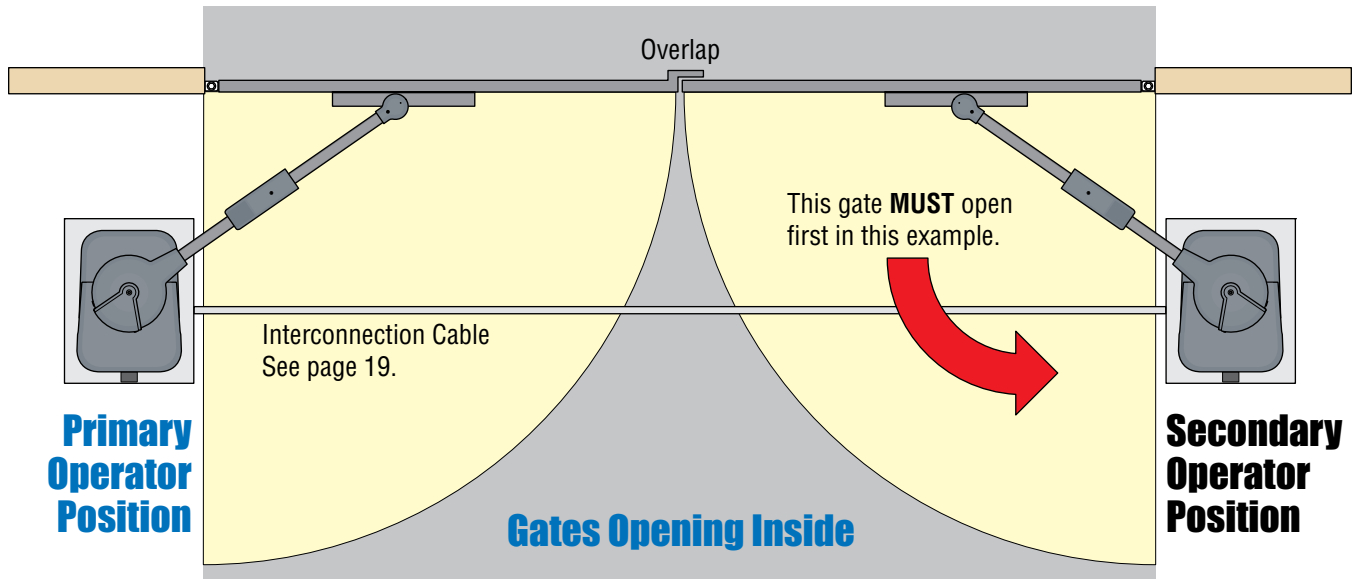 Overlap
This gate MUST open
first in this example.
Interconnection Cable
See page 19.
Primary
Operator
Position
Secondary
Operator
Position
Gates Opening Inside